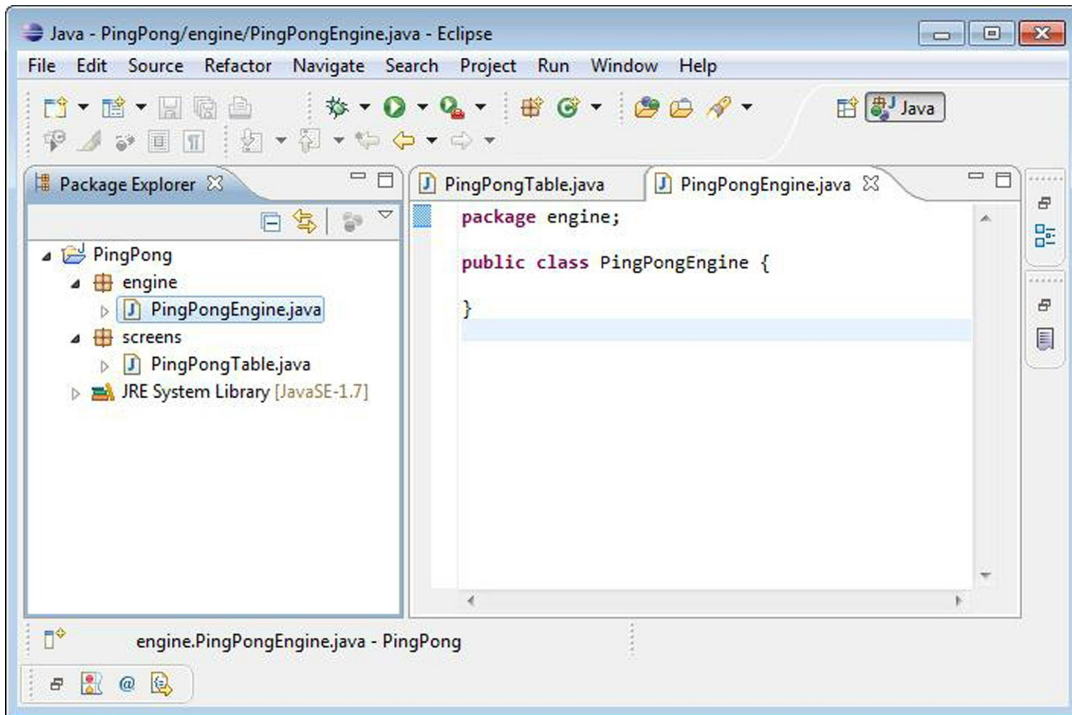 Java - PingPong/engine/PingPongEngine.java - Eclipse
File Edit Source Refactor Navigate Search Project Run Window Help
Java
Package Explorer
PingPong
engine
PingPongEngine.java
screens
PingPongTable.java
JRE System Library [JavaSE-1.7]
PingPongTable.java PingPongEngine.java
package engine;
public class PingPongEngine {
}
engine.PingPongEngine.java - PingPong